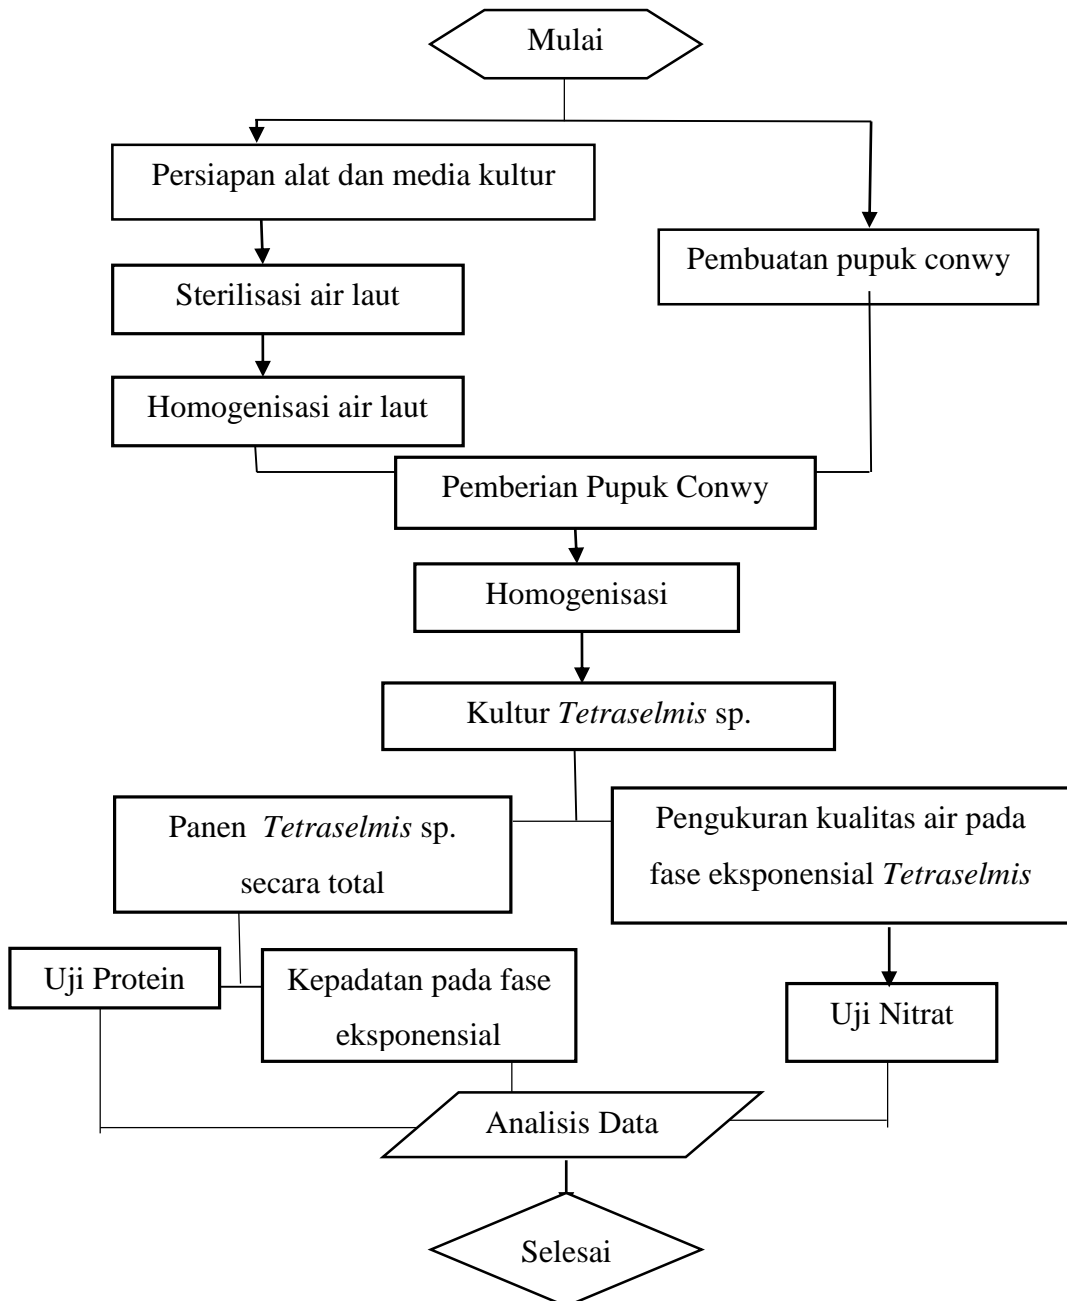 Mulai
Persiapan alat dan media kultur
Pembuatan pupuk conwy
Sterilisasi air laut
Homogenisasi air laut
Pemberian Pupuk Conwy
Homogenisasi
Kultur Tetraselmis sp.
Panen Tetraselmis sp.
secara total
Pengukuran kualitas air pada
fase eksponensial Tetraselmis
Uji Protein
Kepadatan pada fase
eksponensial
Uji Nitrat
Analisis Data
Selesai